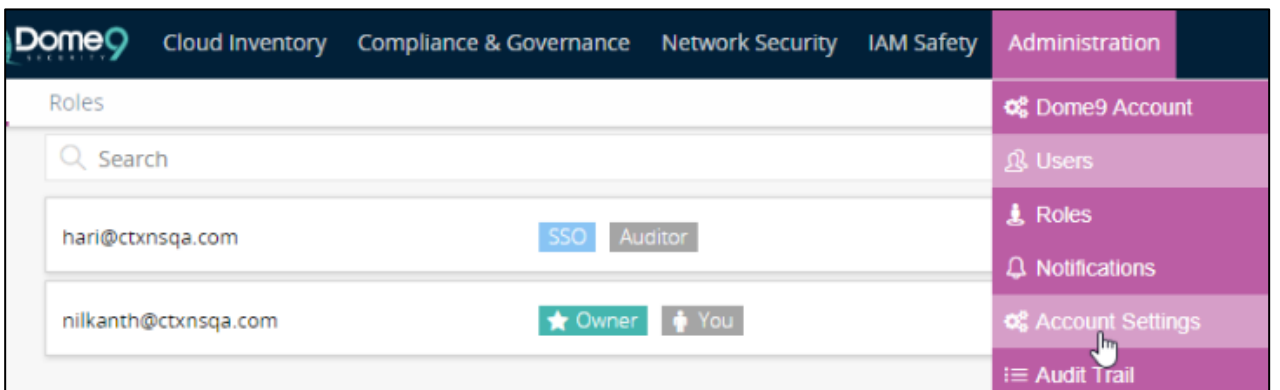 Dome9 Cloud Inventory Compliance & Governance Network Security IAM Safety Administration
SECURITY
Roles
Dome9 Account
Search
Users
Roles
hari@ctxnsqa.com SSO Auditor
Notifications
nilkanth@ctxnsqa.com Owner You
Account Settings
Audit Trail